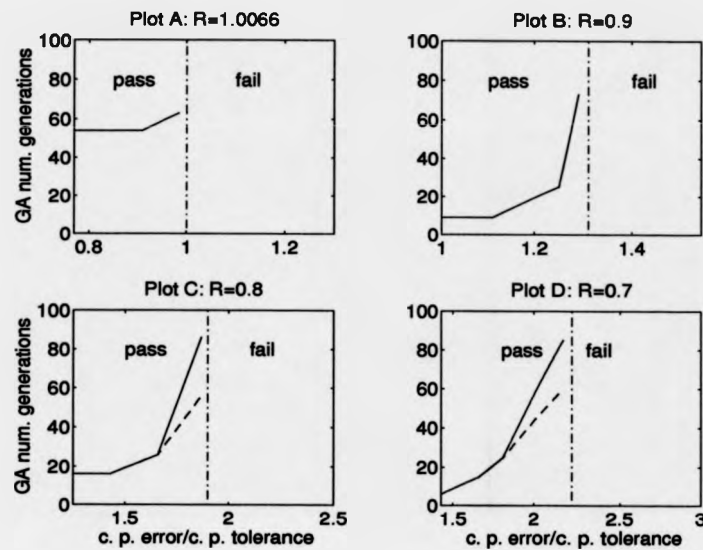 Plot A: R=1.0066
Plot B: R=0.9
100
80
60
40
20
0
pass
fail
0.8
1
1.2
GA num. generations
100
80
60
40
20
0
pass
fail
1
1.2
1.4
Plot C: R=0.8
Plot D: R=0.7
100
80
60
40
20
0
pass
fail
1.5
2
2.5
GA num. generations
c. p. error/c. p. tolerance
100
80
60
40
20
0
pass
fail
1.5
2
2.5
3
c. p. error/c. p. tolerance